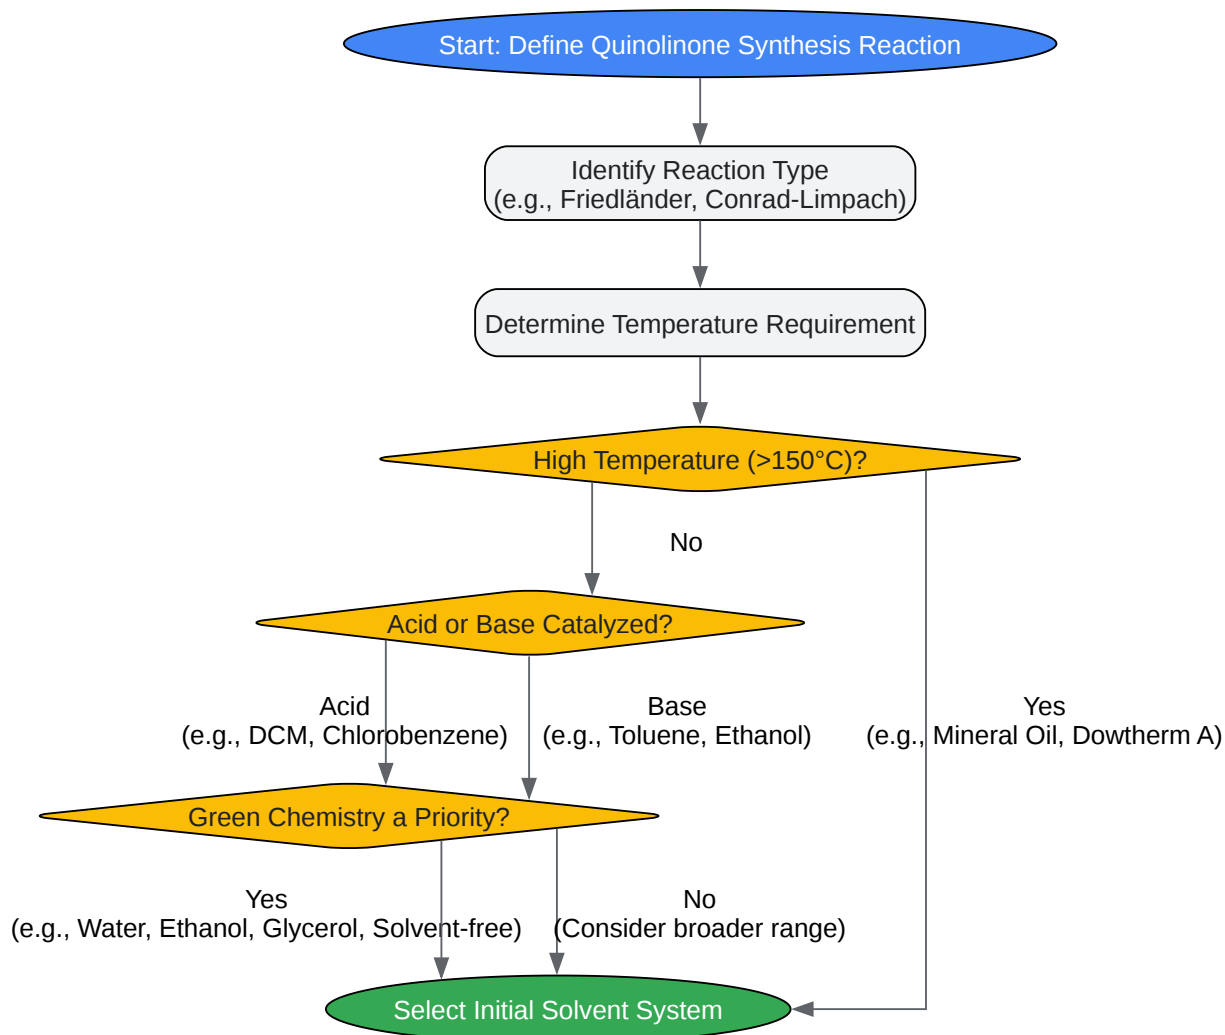 Start: Define Quinolinone Synthesis Reaction
Identify Reaction Type
(e.g., Friedländer, Conrad-Limpach)
Determine Temperature Requirement
High Temperature (>150°C)?
No
Acid or Base Catalyzed?
Acid
(e.g., DCM, Chlorobenzene)
Base
(e.g., Toluene, Ethanol)
Yes
(e.g., Mineral Oil, Dowtherm A)
Green Chemistry a Priority?
Yes
(e.g., Water, Ethanol, Glycerol, Solvent-free)
No
(Consider broader range)
Select Initial Solvent System